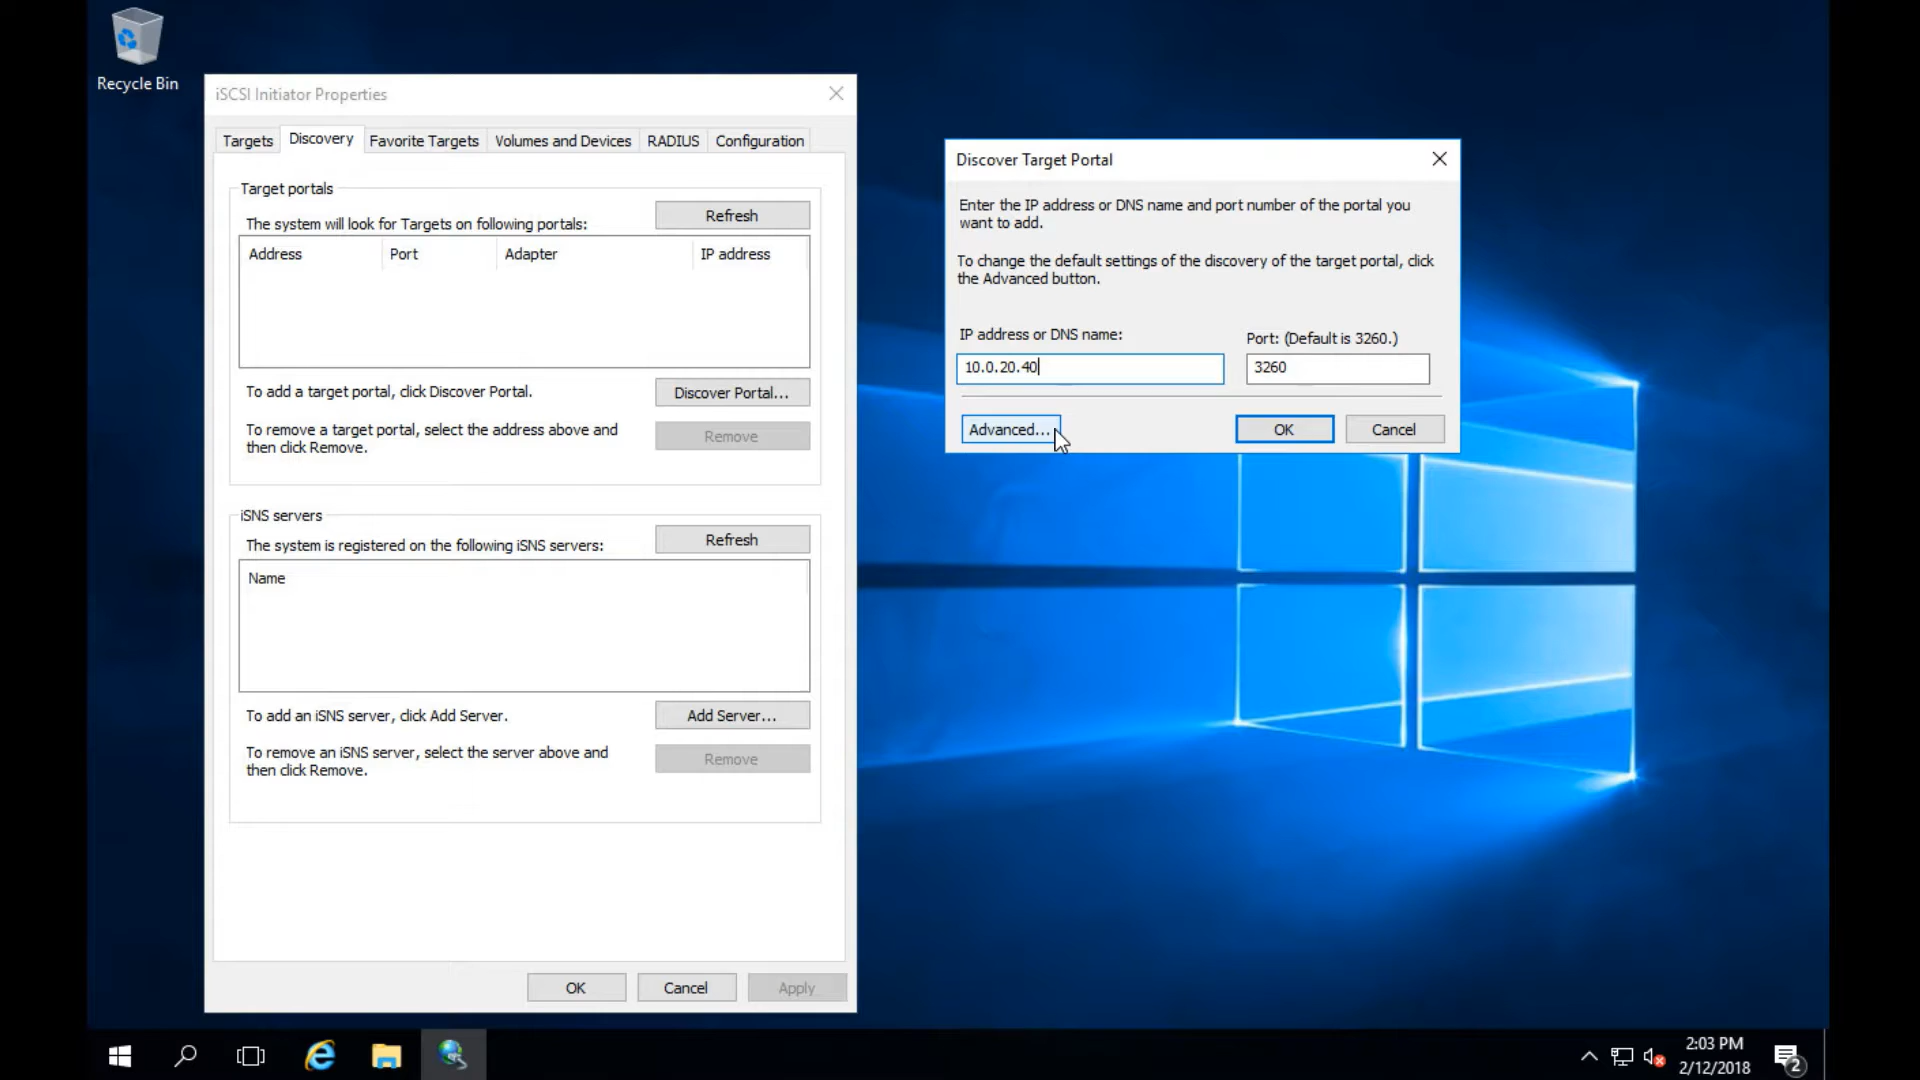 Recycle Bin
iSCSI Initiator Properties
Targets
Discovery
Favorite Targets
Volumes and Devices
RADIUS
Configuration
Target portals
The system will look for Targets on following portals:
Refresh
Address
Port
Adapter
IP address
To add a target portal, click Discover Portal.
Discover Portal...
To remove a target portal, select the address above and
then click Remove.
Remove
iSNS servers
The system is registered on the following iSNS servers:
Refresh
Name
To add an iSNS server, click Add Server.
Add Server...
To remove an iSNS server, select the server above and
then click Remove.
Remove
OK
Cancel
Apply
Discover Target Portal
Enter the IP address or DNS name and port number of the portal you
want to add.
To change the default settings of the discovery of the target portal, click
the Advanced button.
IP address or DNS name:
Port: (Default is 3260.)
10.0.20.40
3260
Advanced...
OK
Cancel
2:03 PM
2/12/2018
2